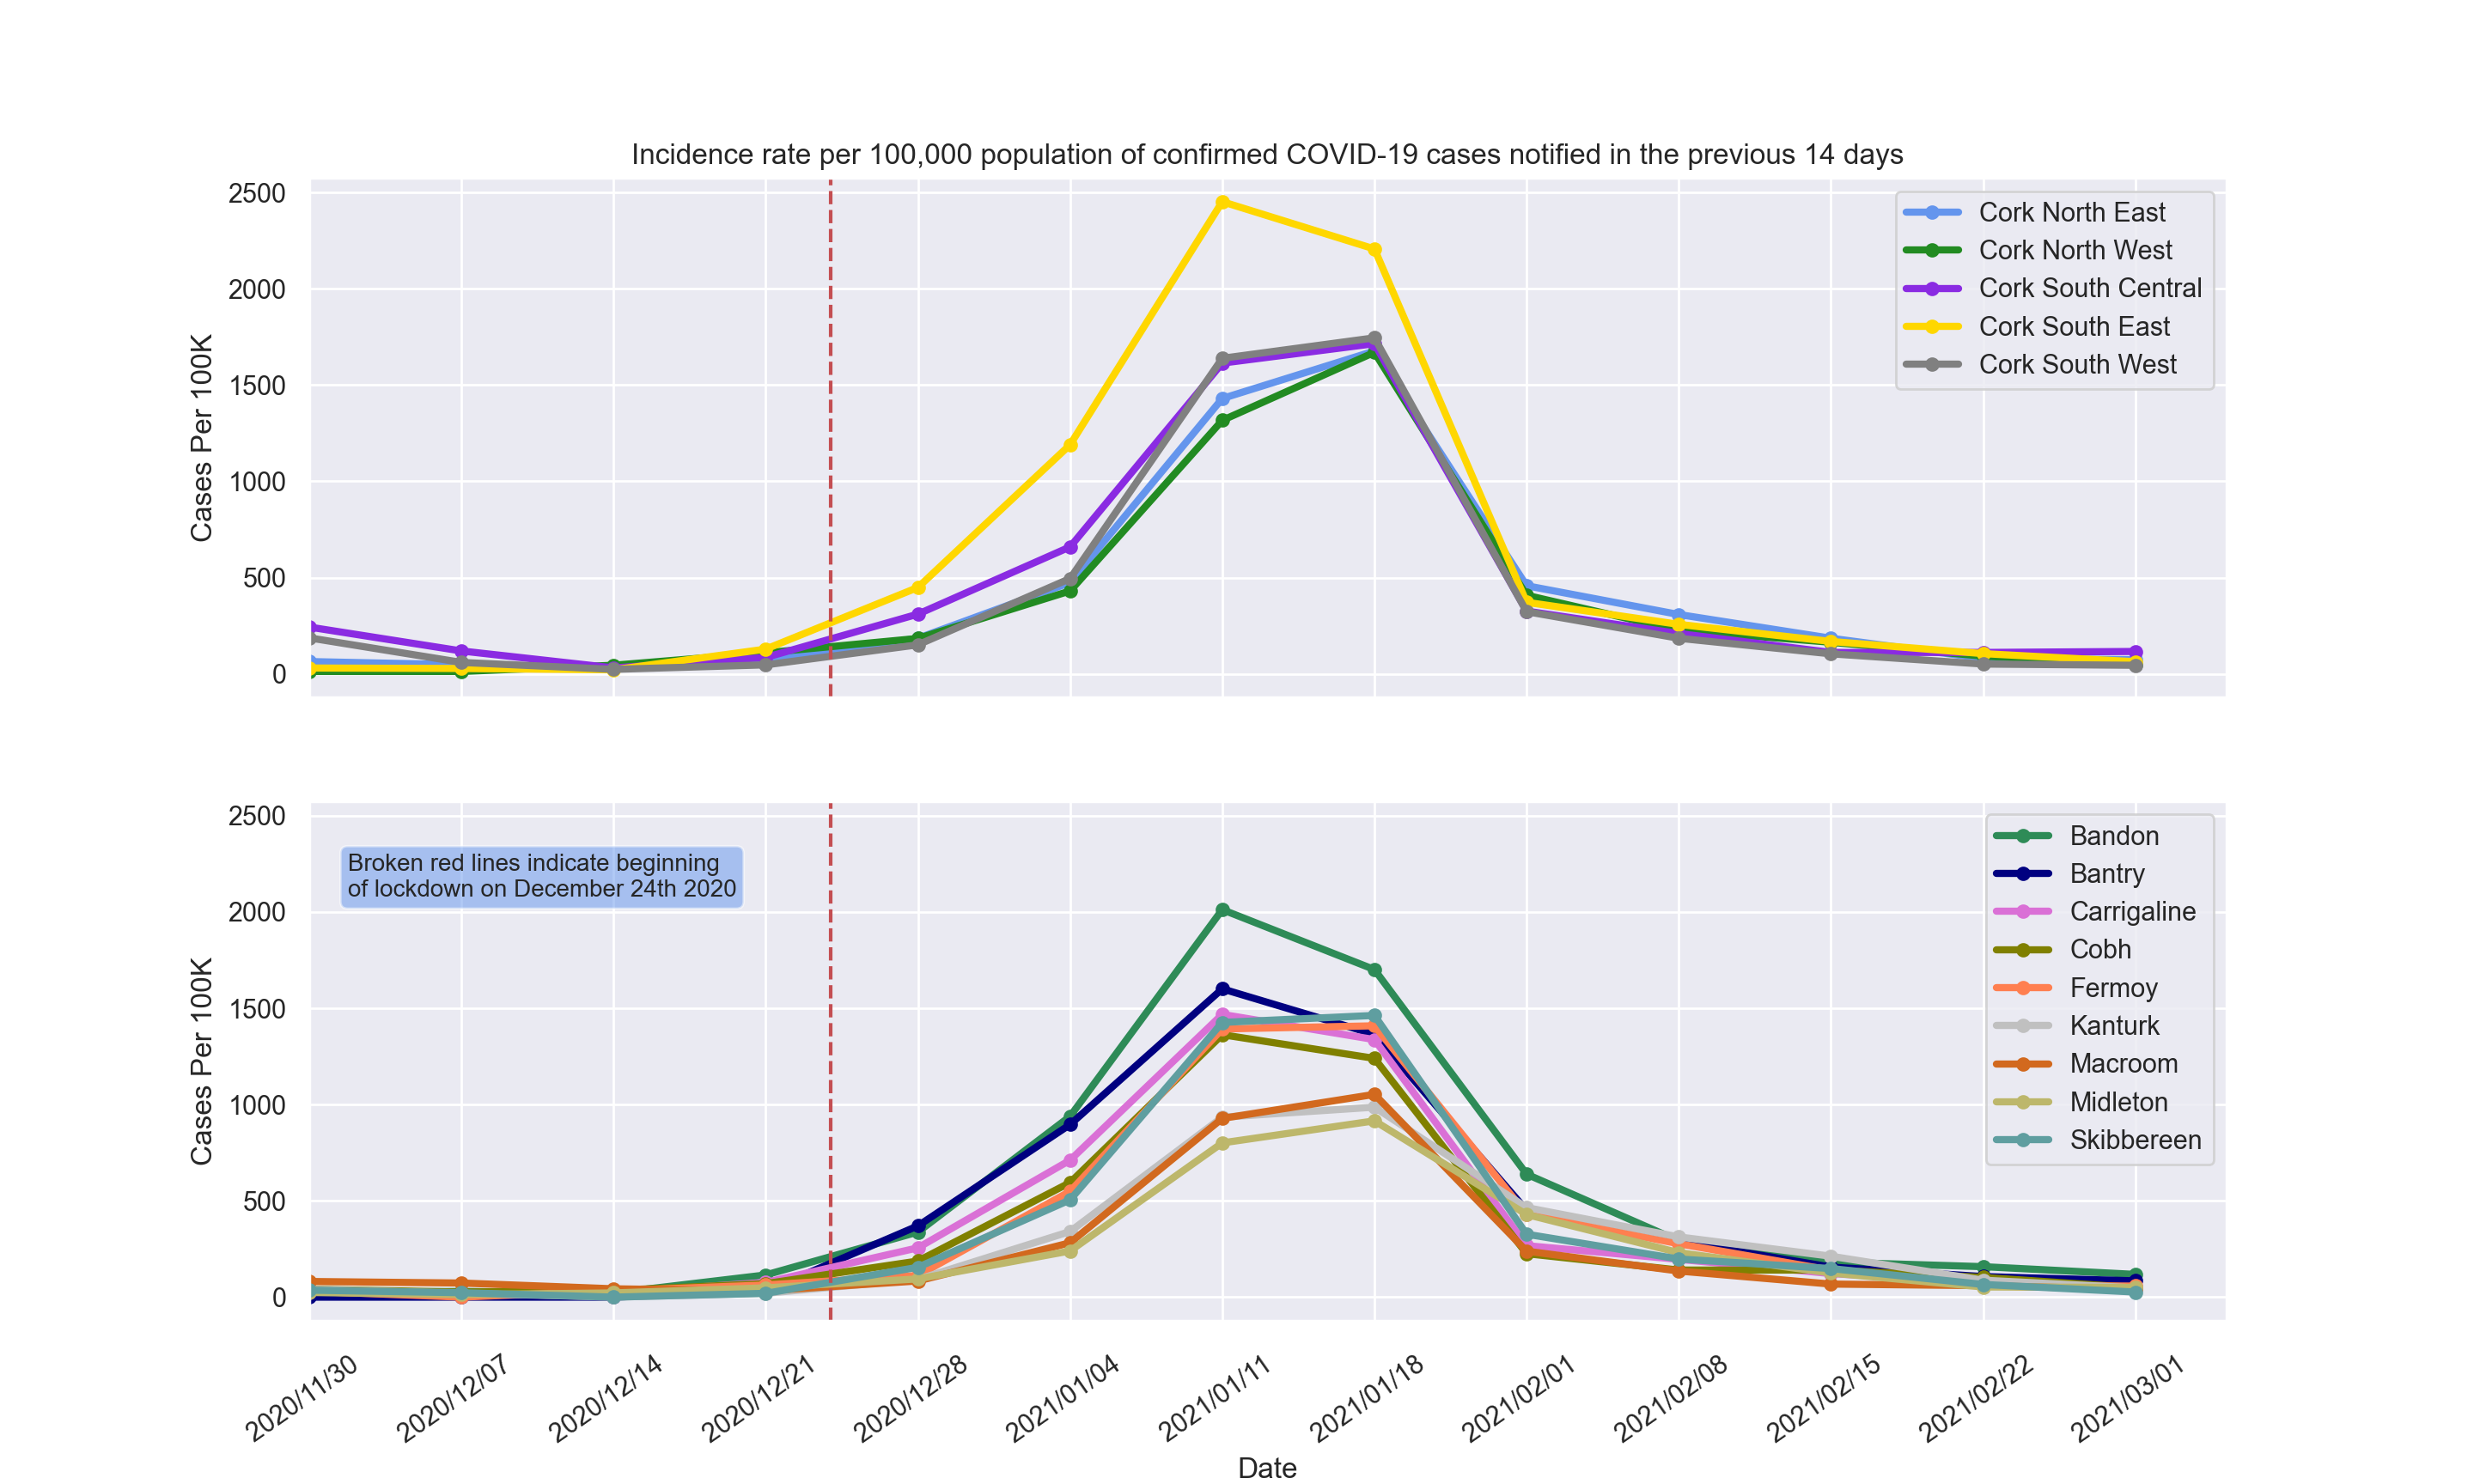 Incidence rate per 100,000 population of confirmed COVID-19 cases notified in the previous 14 days
Cases Per 100K
2500
2000
1500
1000
500
0
Cork North East
Cork North West
Cork South Central
Cork South East
Cork South West
Cases Per 100K
2500
2000
1500
1000
500
0
Broken red lines indicate beginning
of lockdown on December 24th 2020
Bandon
Bantry
Carrigaline
Cobh
Fermoy
Kanturk
Macroom
Midleton
Skibbereen
2020/11/30
2020/12/07
2020/12/14
2020/12/21
2020/12/28
2021/01/04
2021/01/11
2021/01/18
2021/02/01
2021/02/08
2021/02/15
2021/02/22
2021/03/01
Date